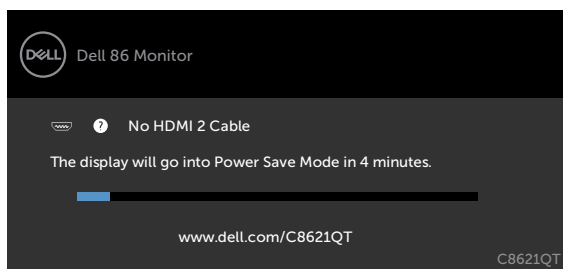 DELL Dell 86 Monitor
? No HDMI 2 Cable
The display will go into Power Save Mode in 4 minutes.
www.dell.com/C8621QT
C8621QT